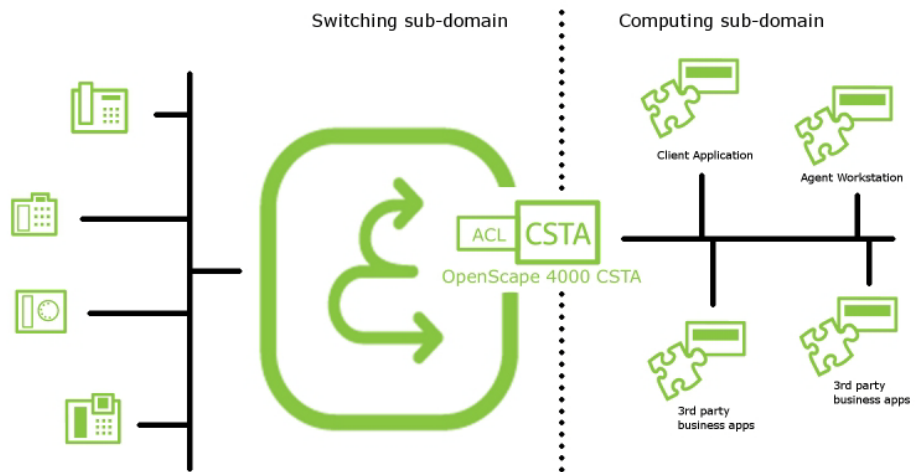 Switching sub-domain
Computing sub-domain
Client Application
Agent Workstation
ACL
CSTA
OpenScape 4000 CSTA
3rd party
business apps
3rd party
business apps